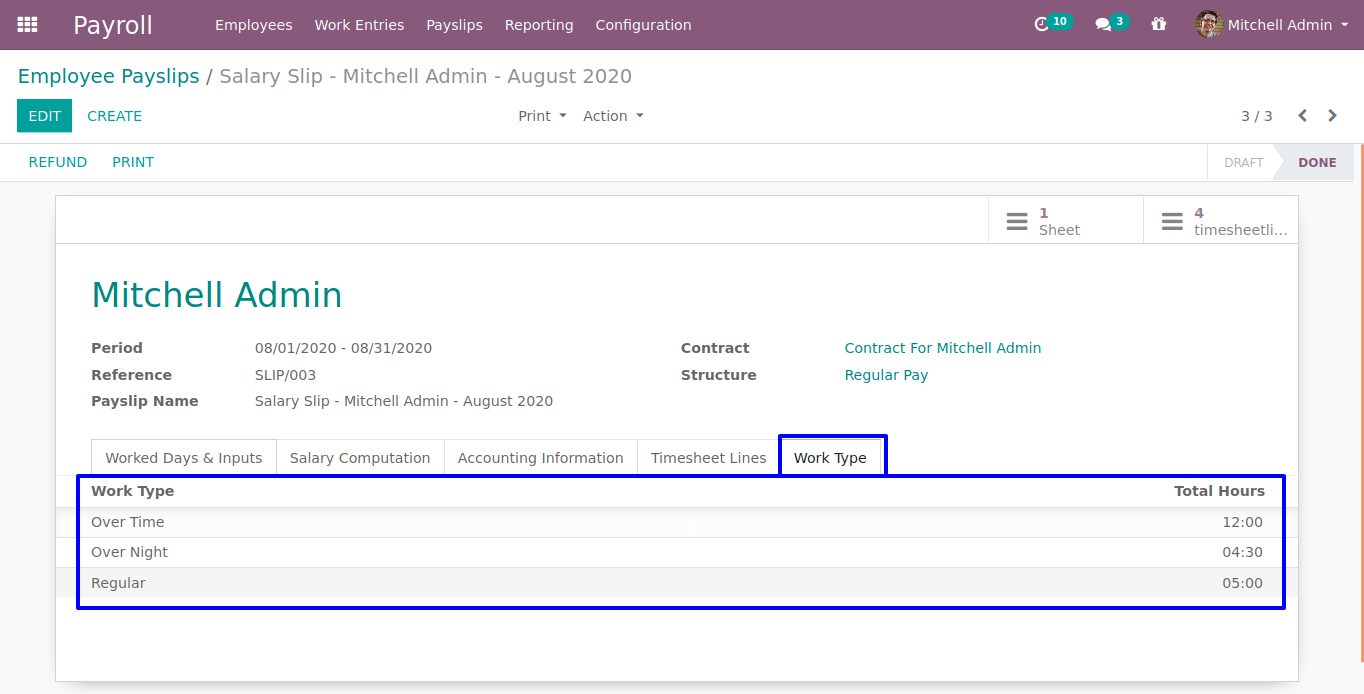 Payroll Employees Work Entries Payslips Reporting Configuration 10 3 Mitchell Admin
Employee Payslips / Salary Slip - Mitchell Admin - August 2020
EDIT CREATE Print Action 3 / 3
REFUND PRINT DRAFT DONE
1 Sheet 4 timesheetli...
Mitchell Admin
Period 08/01/2020 - 08/31/2020 Contract Contract For Mitchell Admin
Reference SLIP/003 Structure Regular Pay
Payslip Name Salary Slip - Mitchell Admin - August 2020
Worked Days & Inputs Salary Computation Accounting Information Timesheet Lines Work Type
Work Type Total Hours
Over Time 12:00
Over Night 04:30
Regular 05:00